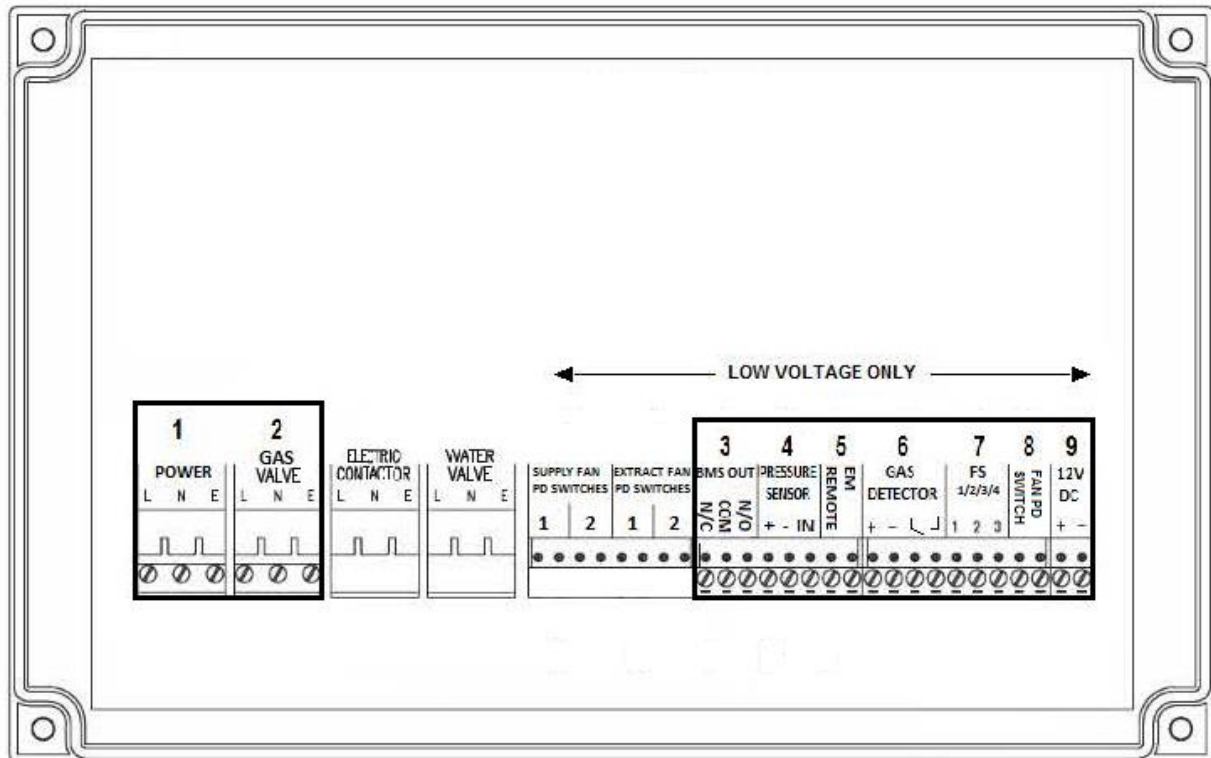 LOW VOLTAGE ONLY
1
POWER
L N E
2
GAS
VALVE
L N E
ELECTRIC
CONTACTOR
L N E
WATER
VALVE
L N E
SUPPLY FAN
PD SWITCHES
1 2
EXTRACT FAN
PD SWITCHES
1 2
3
BMS OUT
N/C COM N/O
4
PRESSURE
SENSOR
+ - IN
5
REMOTE
EM
6
GAS
DETECTOR
+ -
7
FS
1/2/3/4
1 2 3
8
FAN PD
SWITCH
9
12V
DC
+ -